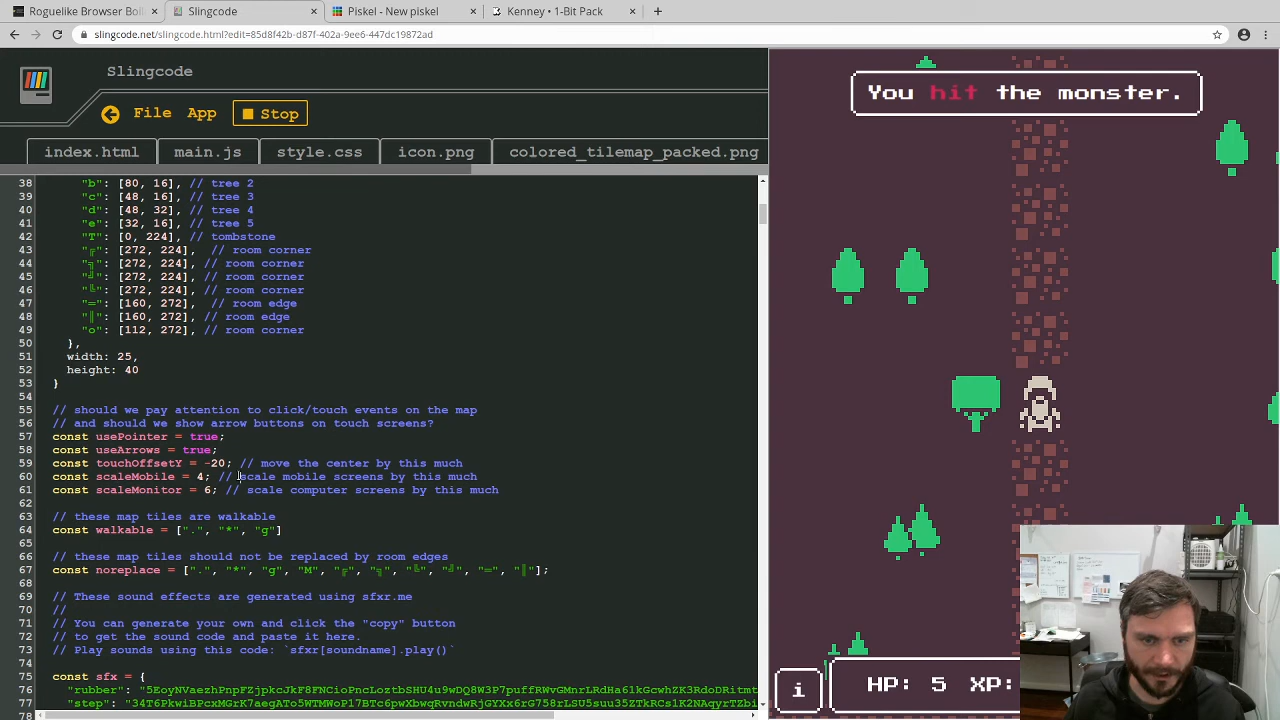 Roguelike Browser Boi
Slingcode
Piskel - New piskel
Kenney • 1-Bit Pack
slingcode.net/slingcode.html?edit=85d8f42b-d87f-402a-9ee6-447dc19872ad
Slingcode
File App Stop
index.html main.js style.css icon.png colored_tilemap_packed.png
38 "b": [80, 16], // tree 2
39 "c": [48, 16], // tree 3
40 "d": [48, 32], // tree 4
41 "e": [32, 16], // tree 5
42 "T": [0, 224], // tombstone
43 "╔": [272, 224], // room corner
44 "╗": [272, 224], // room corner
45 "╝": [272, 224], // room corner
46 "╚": [272, 224], // room corner
47 "═": [160, 272], // room edge
48 "║": [160, 272], // room edge
49 "o": [112, 272], // room corner
50 },
51 width: 25,
52 height: 40
53 }
54
55 // should we pay attention to click/touch events on the map
56 // and should we show arrow buttons on touch screens?
57 const usePointer = true;
58 const useArrows = true;
59 const touchOffsetY = -20; // move the center by this much
60 const scaleMobile = 4; // scale mobile screens by this much
61 const scaleMonitor = 6; // scale computer screens by this much
62
63 // these map tiles are walkable
64 const walkable = [".", "*", "g"]
65
66 // these map tiles should not be replaced by room edges
67 const noreplace = [".", "*", "g", "M", "╔", "╗", "╚", "╝", "═", "║"];
68
69 // These sound effects are generated using sfxr.me
70 //
71 // You can generate your own and click the "copy" button
72 // to get the sound code and paste it here.
73 // Play sounds using this code: `sfxr[soundname].play()`
74
75 const sfx = {
76 "rubber":
77 "step":
78
You hit the monster.
i
HP: 5 XP: